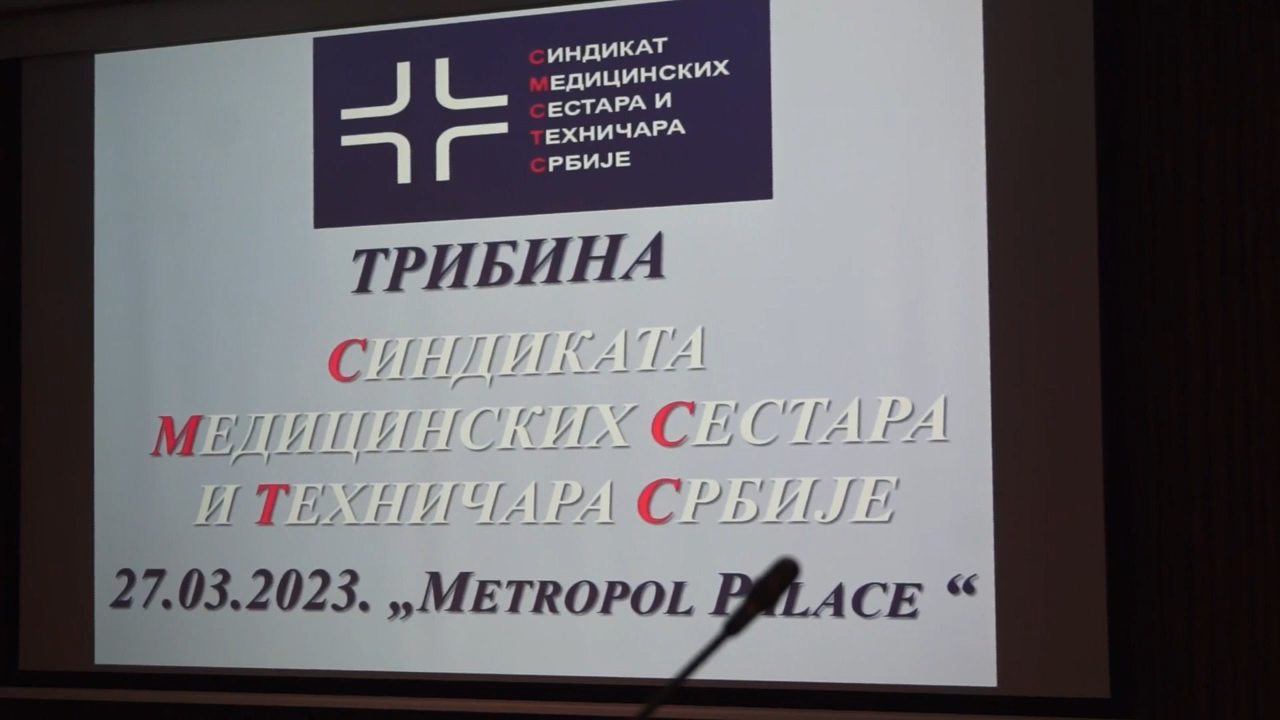 СИНДИКАТ
МЕДИЦИНСКИХ
СЕСТАРА И
ТЕХНИЧАРА
СРБИЈЕ
ТРИБИНА
СИНДИКАТА
МЕДИЦИНСКИХ СЕСТАРА
И ТЕХНИЧАРА СРБИЈЕ
27.03.2023. „METROPOL PALACE “